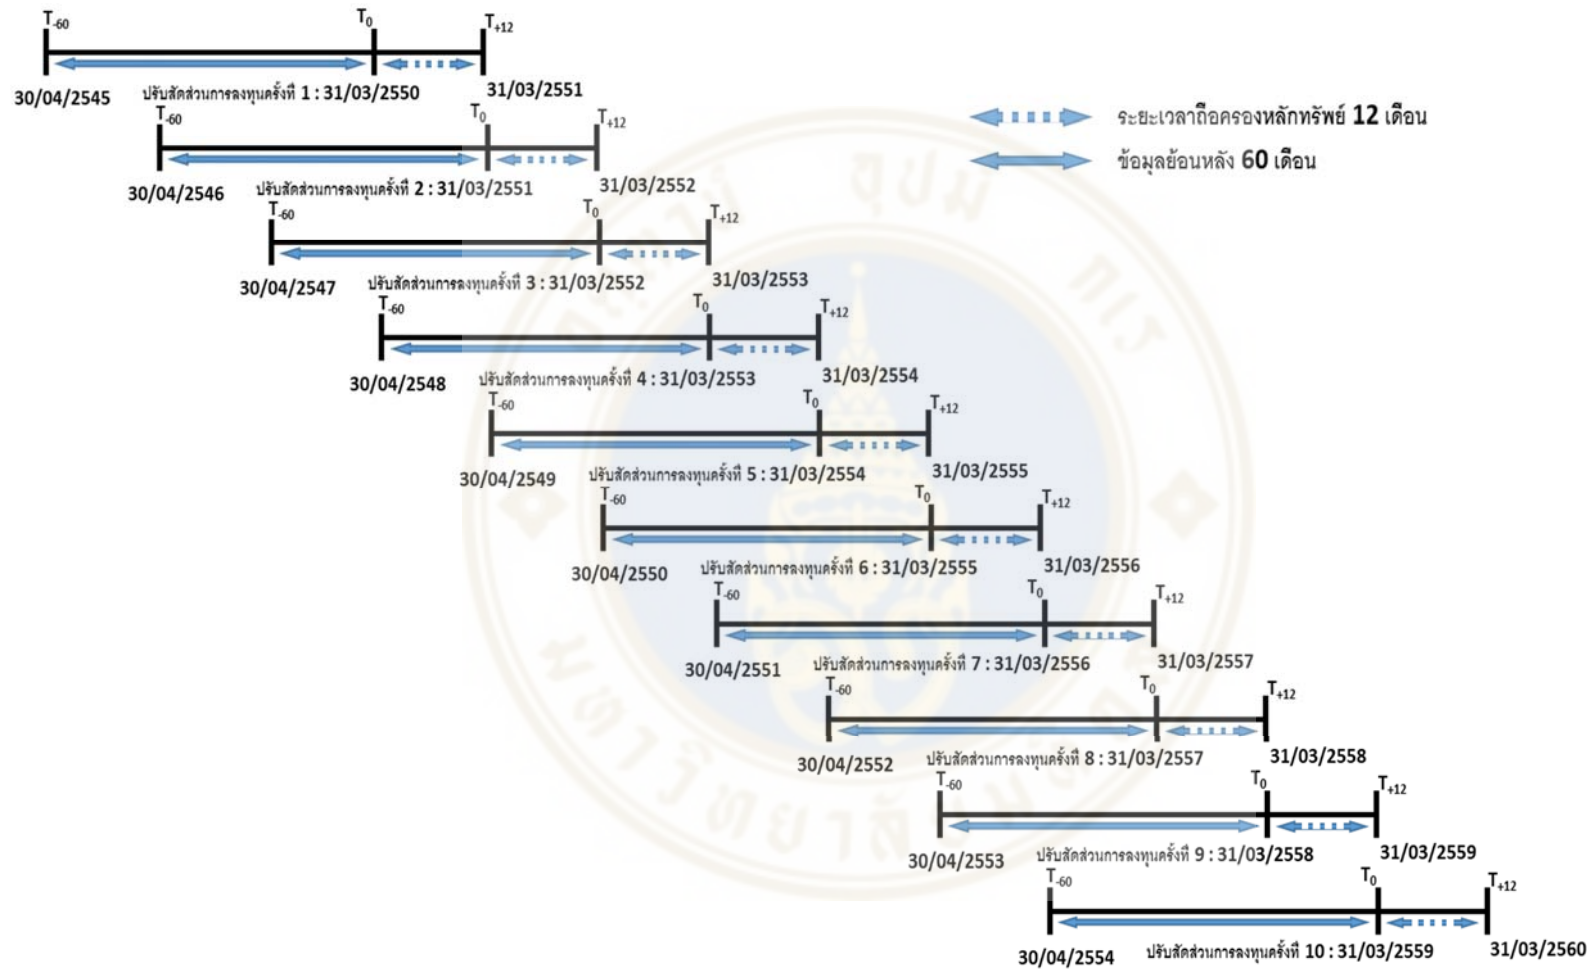 T-60 T0 T+12
30/04/2545 ปรับสัดส่วนการลงทุนครั้งที่ 1 : 31/03/2550 31/03/2551
T-60 T0 T+12
ระยะเวลาถือครองหลักทรัพย์ 12 เดือน
ข้อมูลย้อนหลัง 60 เดือน
30/04/2546 ปรับสัดส่วนการลงทุนครั้งที่ 2 : 31/03/2551 31/03/2552
T-60 T0 T+12
30/04/2547 ปรับสัดส่วนการลงทุนครั้งที่ 3 : 31/03/2552 31/03/2553
T-60 T0 T+12
30/04/2548 ปรับสัดส่วนการลงทุนครั้งที่ 4 : 31/03/2553 31/03/2554
T-60 T0 T+12
30/04/2549 ปรับสัดส่วนการลงทุนครั้งที่ 5 : 31/03/2554 31/03/2555
T-60 T0 T+12
30/04/2550 ปรับสัดส่วนการลงทุนครั้งที่ 6 : 31/03/2555 31/03/2556
T-60 T0 T+12
30/04/2551 ปรับสัดส่วนการลงทุนครั้งที่ 7 : 31/03/2556 31/03/2557
T-60 T0 T+12
30/04/2552 ปรับสัดส่วนการลงทุนครั้งที่ 8 : 31/03/2557 31/03/2558
T-60 T0 T+12
30/04/2553 ปรับสัดส่วนการลงทุนครั้งที่ 9 : 31/03/2558 31/03/2559
T-60 T0 T+12
30/04/2554 ปรับสัดส่วนการลงทุนครั้งที่ 10 : 31/03/2559 31/03/2560